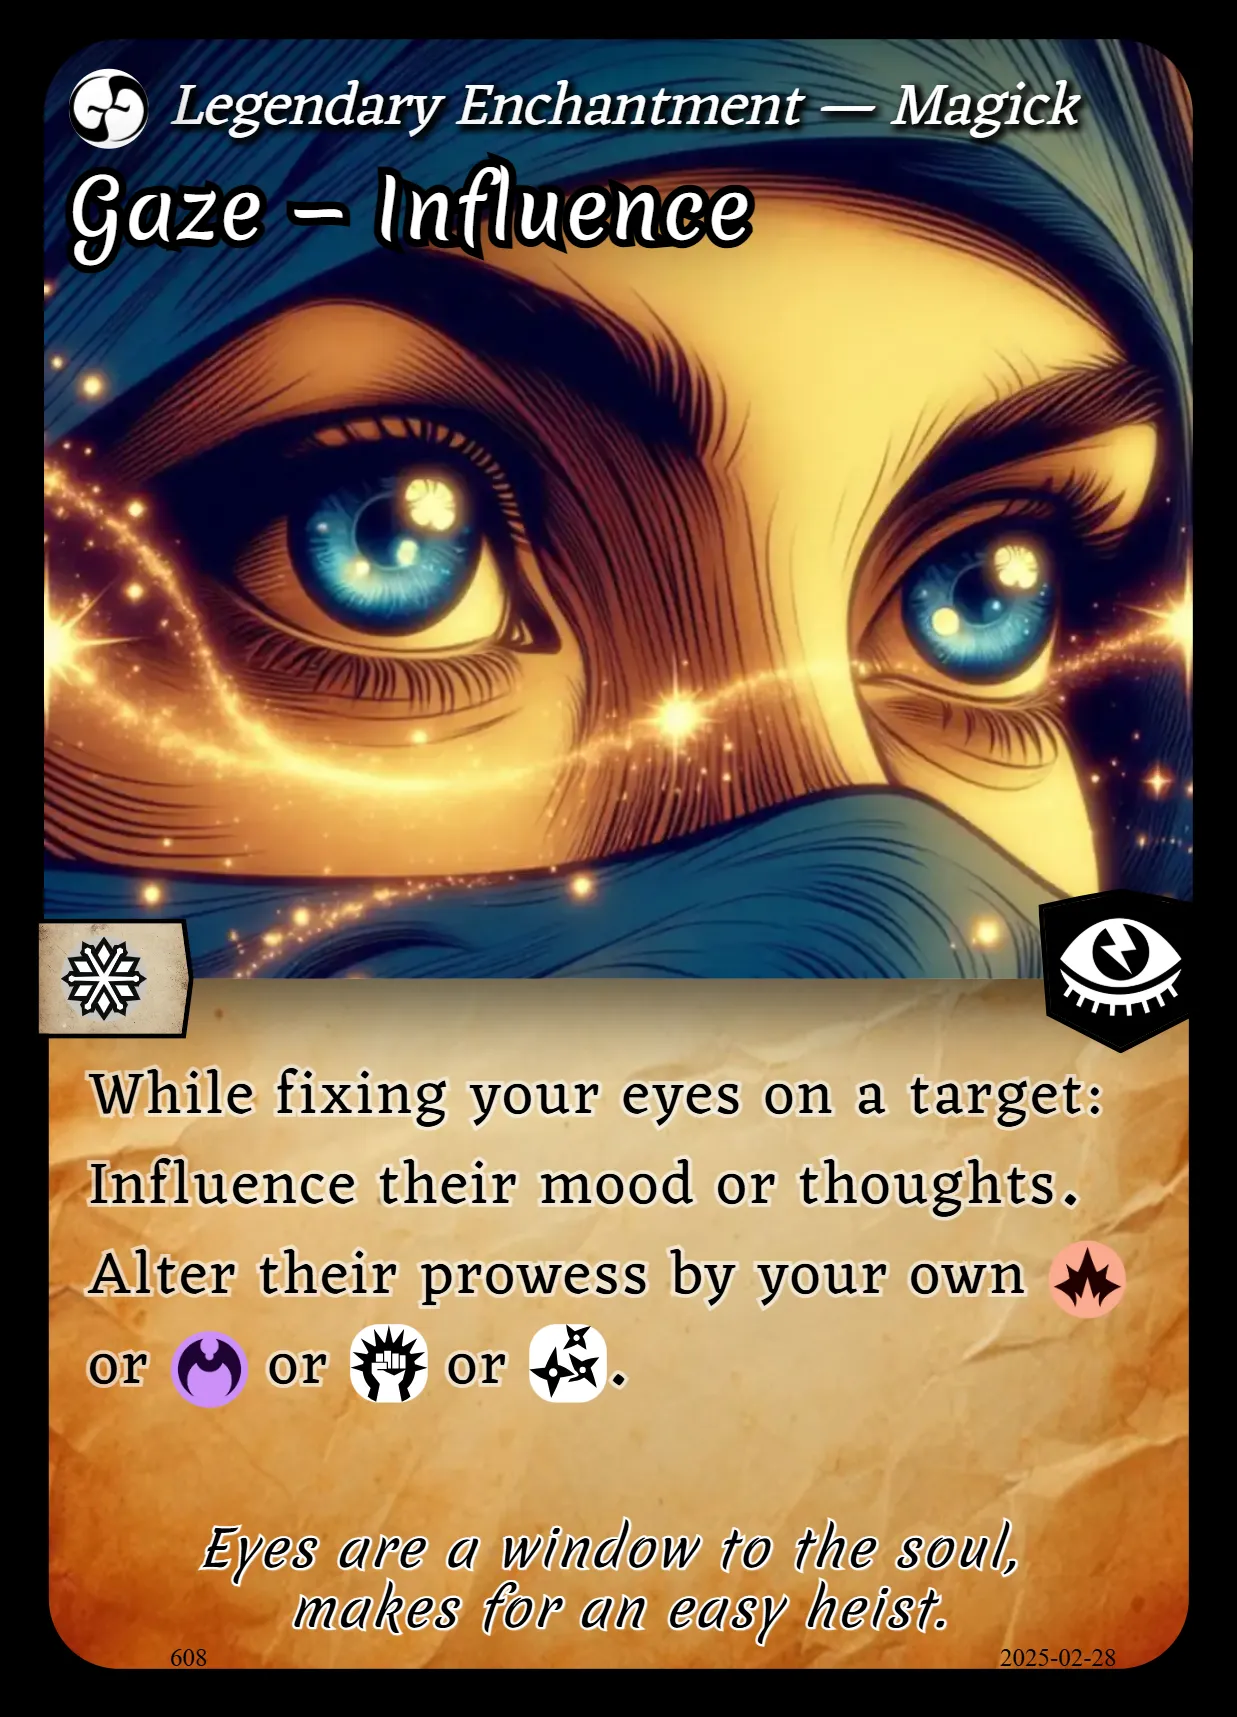 Legendary Enchantment — Magick
Gaze – Influence
While fixing your eyes on a target:
Influence their mood or thoughts.
Alter their prowess by your own
or or or .
Eyes are a window to the soul,
makes for an easy heist.
608 2025-02-28